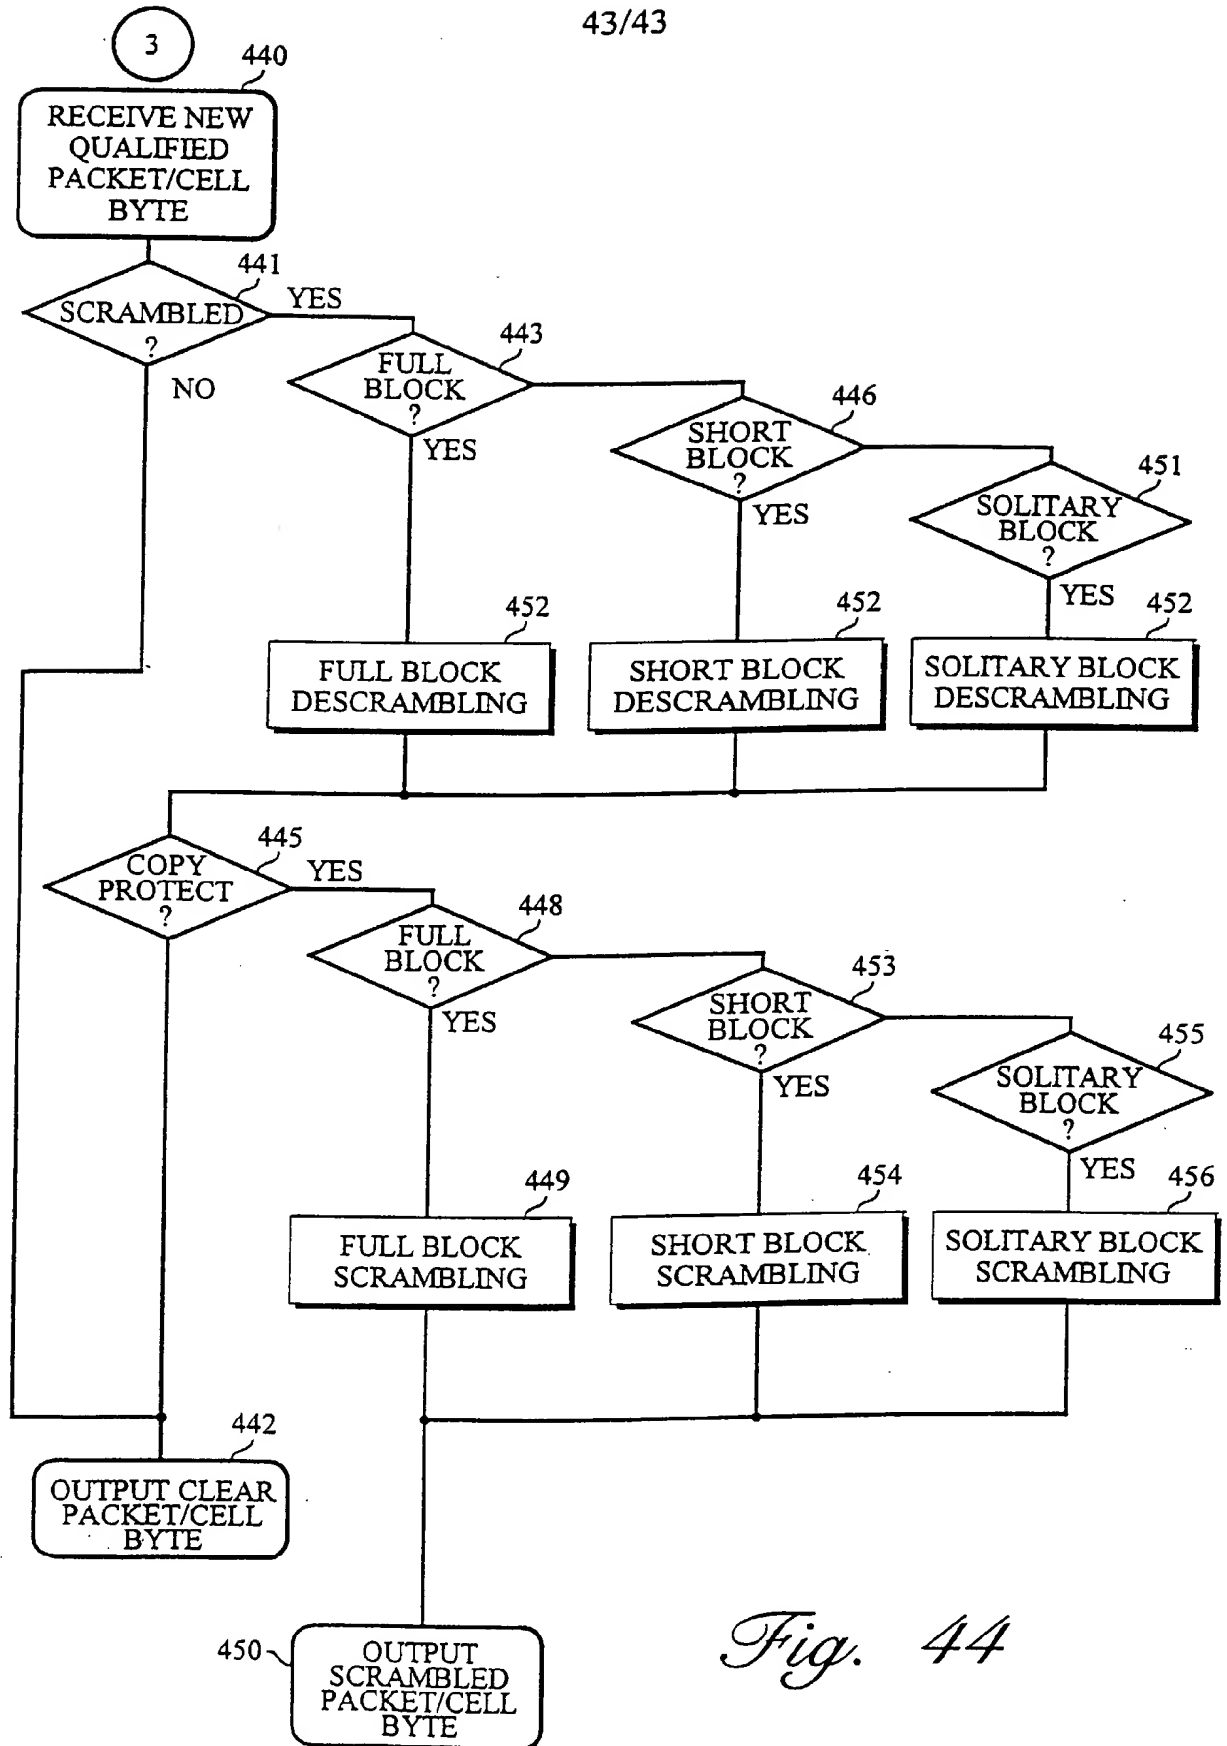 43/43
3
440
RECEIVE NEW
QUALIFIED
PACKET/CELL
BYTE
441
SCRAMBLED
?
YES
NO
443
FULL
BLOCK
?
YES
446
SHORT
BLOCK
?
YES
451
SOLITARY
BLOCK
?
YES
452
FULL BLOCK
DESCRAMBLING
452
SHORT BLOCK
DESCRAMBLING
452
SOLITARY BLOCK
DESCRAMBLING
445
COPY
PROTECT
?
YES
448
FULL
BLOCK
?
YES
453
SHORT
BLOCK
?
YES
455
SOLITARY
BLOCK
?
YES
449
FULL BLOCK
SCRAMBLING
454
SHORT BLOCK
SCRAMBLING
456
SOLITARY BLOCK
SCRAMBLING
442
OUTPUT CLEAR
PACKET/CELL
BYTE
450
OUTPUT
SCRAMBLED
PACKET/CELL
BYTE
Fig. 44